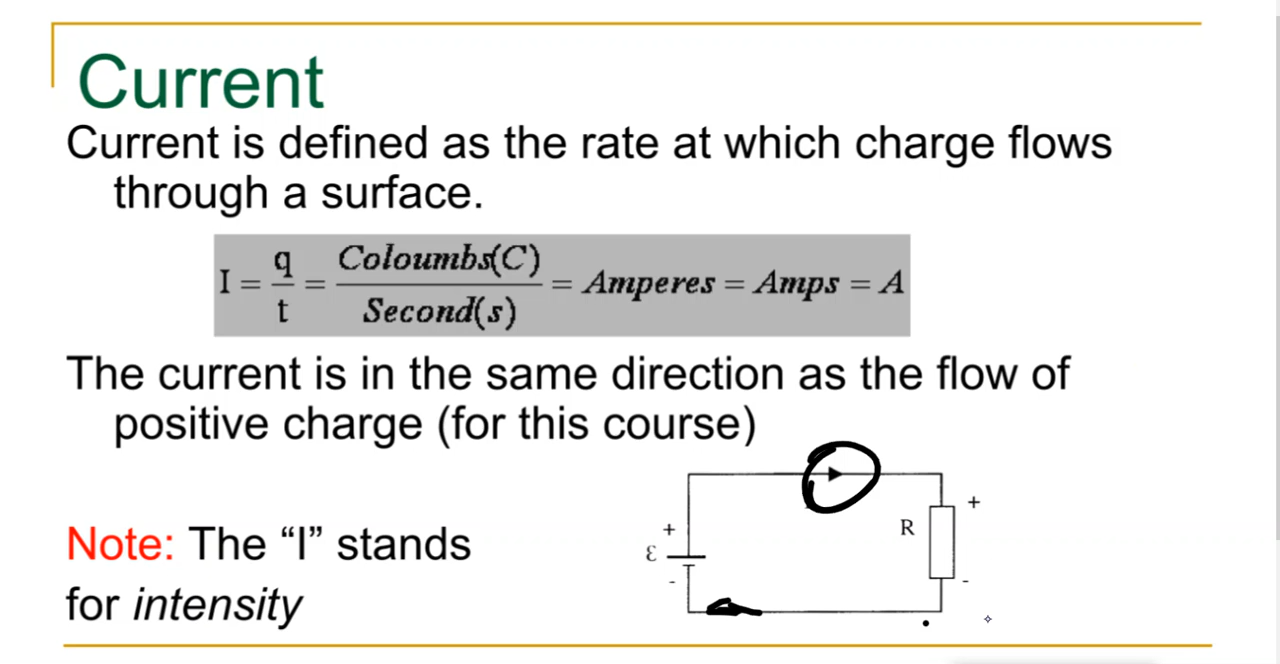 Current
Current is defined as the rate at which charge flows
through a surface.
I = q/t = Coloumbs(C)/Second(s) = Amperes = Amps = A
The current is in the same direction as the flow of
positive charge (for this course)
+
R
+
ε
-
-
Note: The “I” stands
for intensity